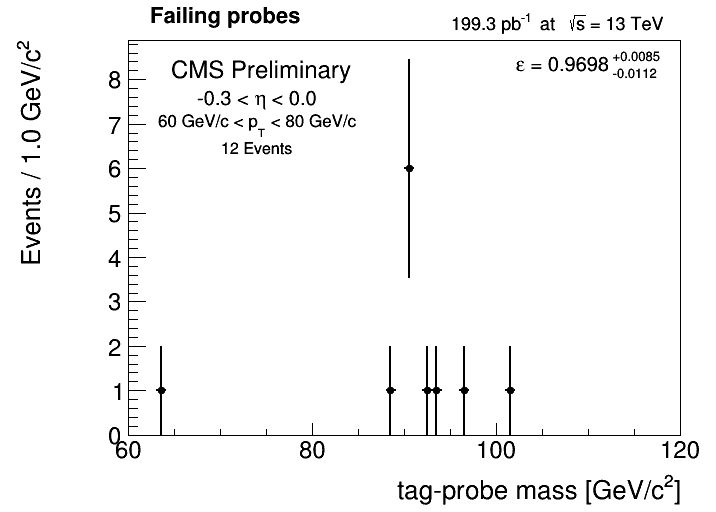 Failing probes
199.3 pb⁻¹ at √s = 13 TeV
CMS Preliminary
-0.3 < η < 0.0
60 GeV/c < p_T < 80 GeV/c
12 Events
ε = 0.9698 +0.0085 -0.0112
Events / 1.0 GeV/c²
8
7
6
5
4
3
2
1
0
60 80 100 120
tag-probe mass [GeV/c²]